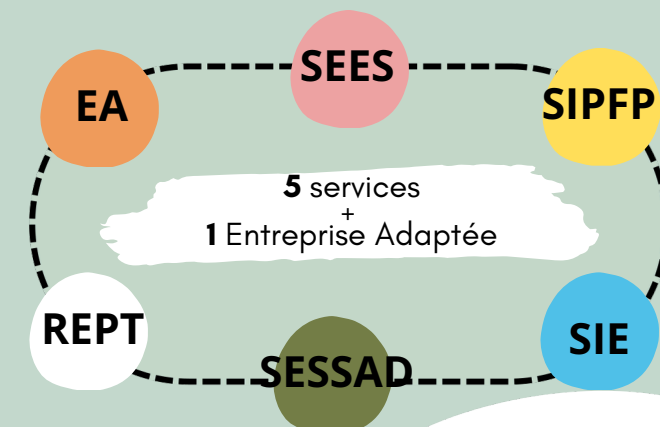 SEES
EA
SIPFP
5 services
+
1 Entreprise Adaptée
REPT
SIE
SESSAD